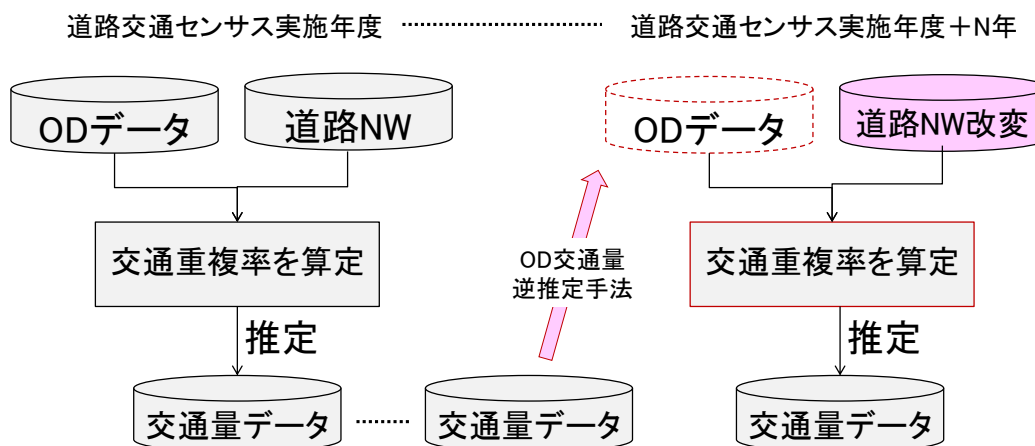 道路交通センサス実施年度
道路交通センサス実施年度＋N年
ODデータ
道路NW
ODデータ
道路NW改変
交通重複率を算定
OD交通量
逆推定手法
交通重複率を算定
推定
推定
交通量データ
交通量データ
交通量データ